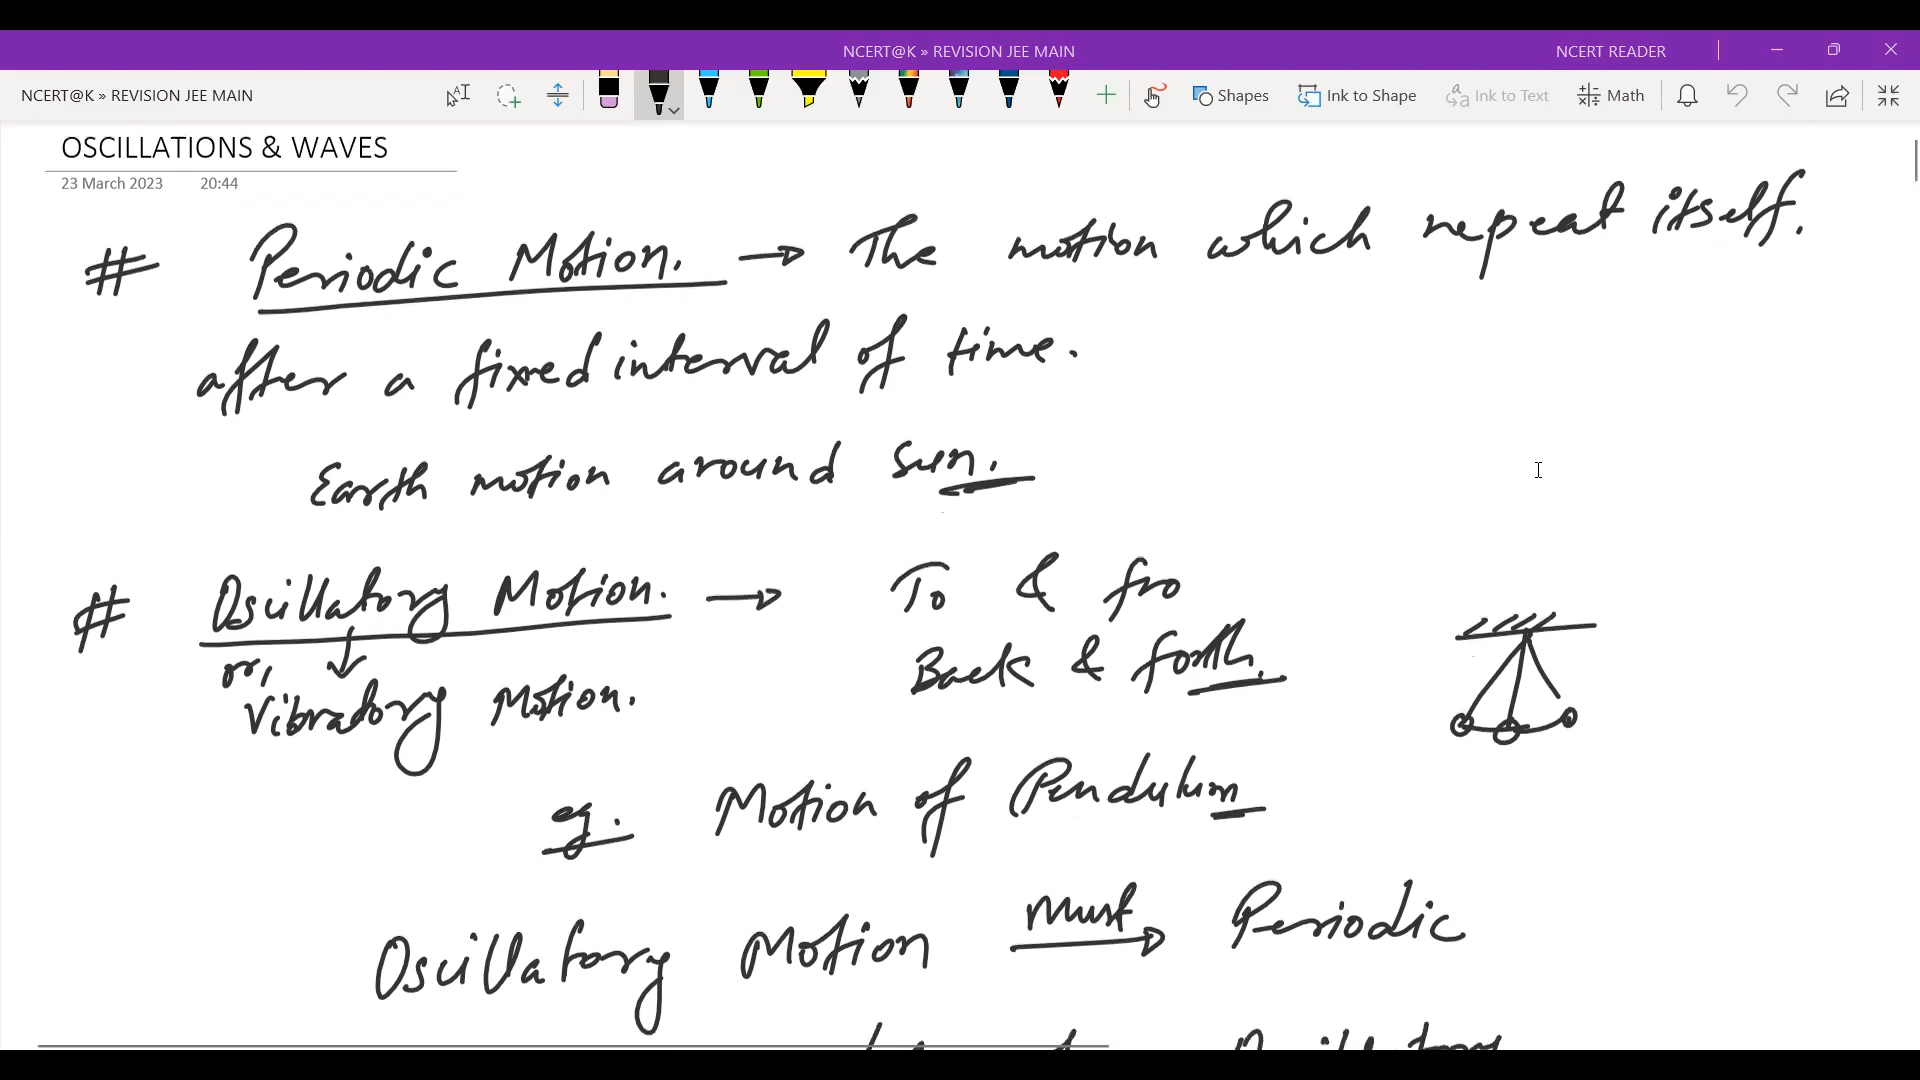 NCERT@K » REVISION JEE MAIN
NCERT READER
NCERT@K » REVISION JEE MAIN
Shapes
Ink to Shape
Ink to Text
Math
OSCILLATIONS & WAVES
23 March 2023 20:44
# Periodic Motion. → The motion which repeat itself.
after a fixed interval of time.
Earth motion around sun.
# Oscillatory Motion. → To & fro
or, Back & forth.
Vibratory Motion.
eg. Motion of Pendulum
Oscillatory Motion Must → Periodic